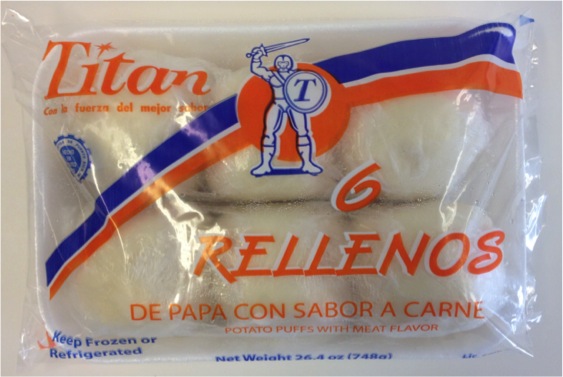 Titan
Con la fuerza del mejor sabor
T
6
RELLENOS
DE PAPA CON SABOR A CARNE
POTATO PUFFS WITH MEAT FLAVOR
Keep Frozen or
Refrigerated
Net Weight 26.4 oz (748g)